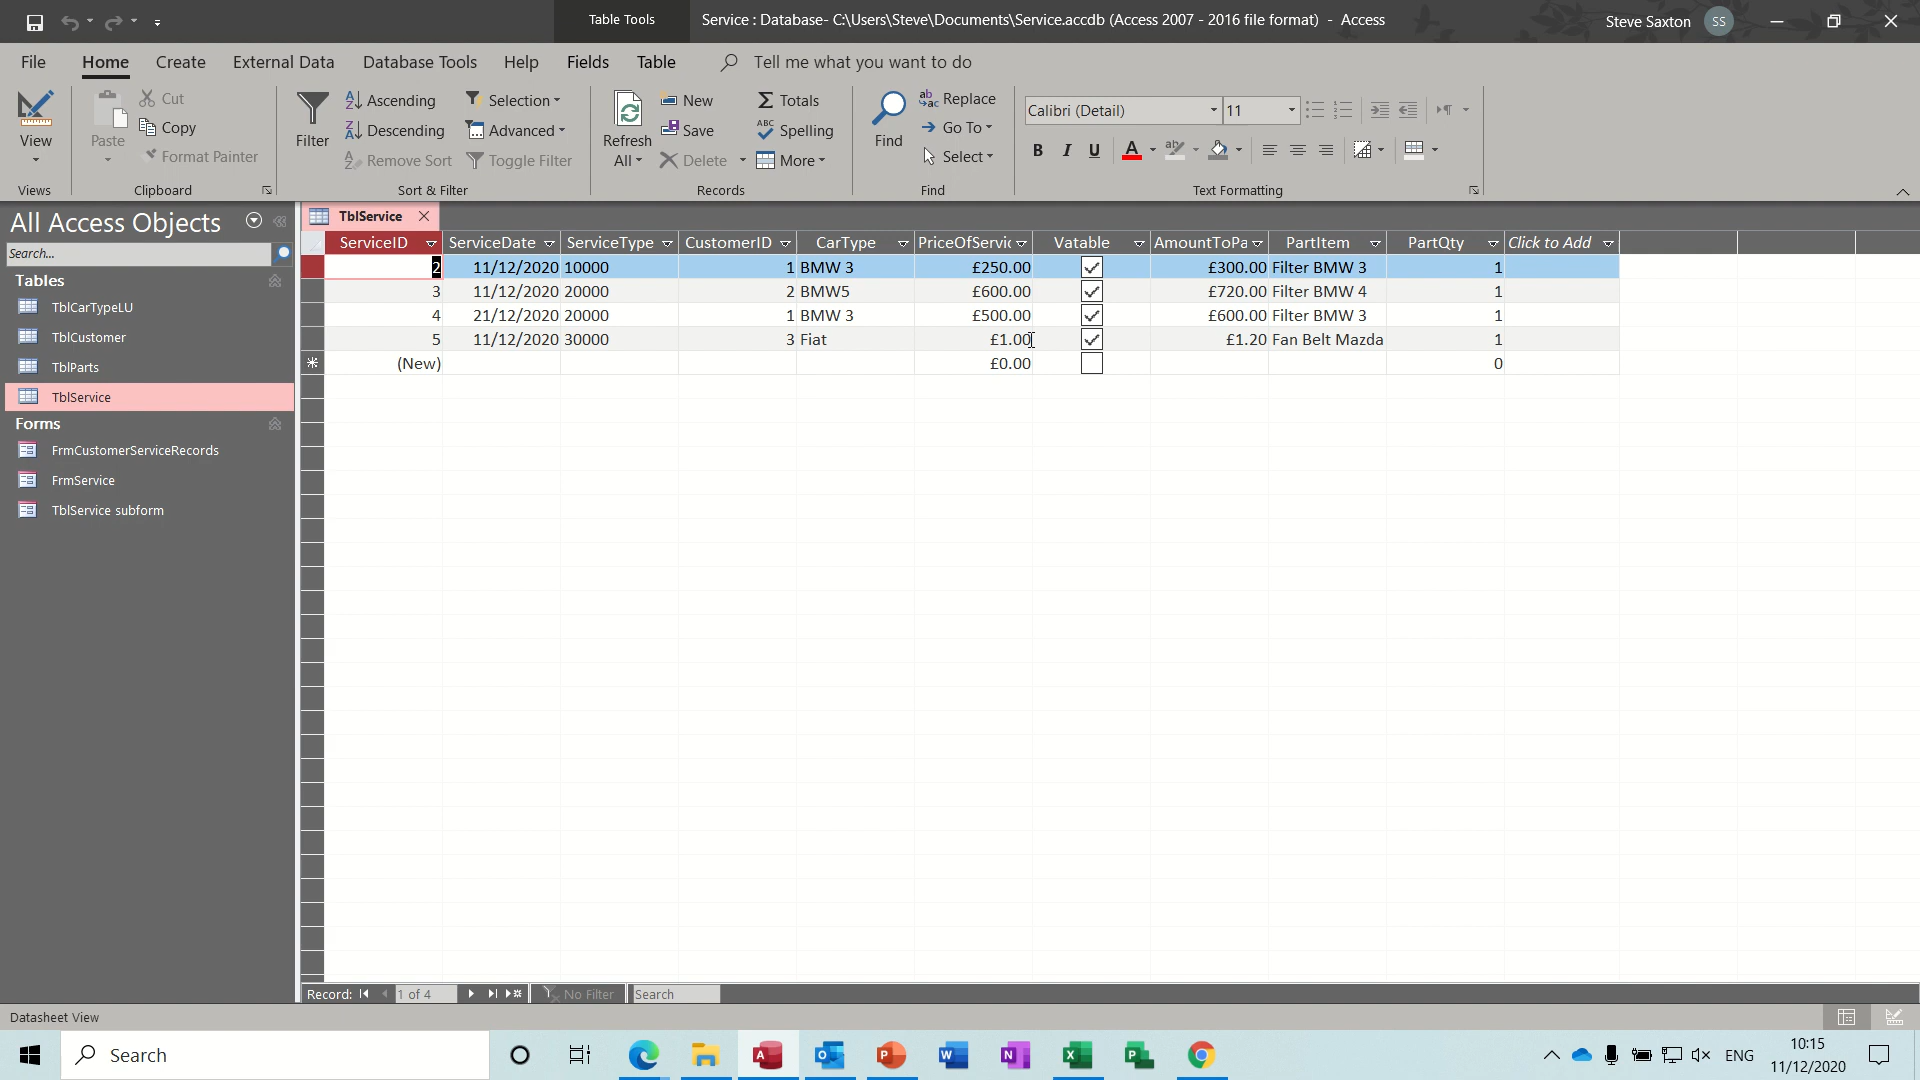 Table Tools
Service : Database- C:\Users\Steve\Documents\Service.accdb (Access 2007 - 2016 file format) - Access
Steve Saxton SS
File Home Create External Data Database Tools Help Fields Table Tell me what you want to do
View
Views
Paste
Cut
Copy
Format Painter
Clipboard
Filter
Ascending
Descending
Remove Sort
Selection
Advanced
Toggle Filter
Sort & Filter
Refresh
All
New
Save
Delete
Totals
Spelling
More
Records
Find
Replace
Go To
Select
Find
Calibri (Detail) 11
B I U A
Text Formatting
All Access Objects
Search...
Tables
TblCarTypeLU
TblCustomer
TblParts
TblService
Forms
FrmCustomerServiceRecords
FrmService
TblService subform
TblService
ServiceID ServiceDate ServiceType CustomerID CarType PriceOfServic Vatable AmountToPa PartItem PartQty Click to Add
2 11/12/2020 10000 1 BMW 3 £250.00 £300.00 Filter BMW 3 1
3 11/12/2020 20000 2 BMW5 £600.00 £720.00 Filter BMW 4 1
4 21/12/2020 20000 1 BMW 3 £500.00 £600.00 Filter BMW 3 1
5 11/12/2020 30000 3 Fiat £1.00 £1.20 Fan Belt Mazda 1
(New) £0.00 0
Record: 1 of 4 No Filter Search
Datasheet View
Search
ENG
10:15
11/12/2020